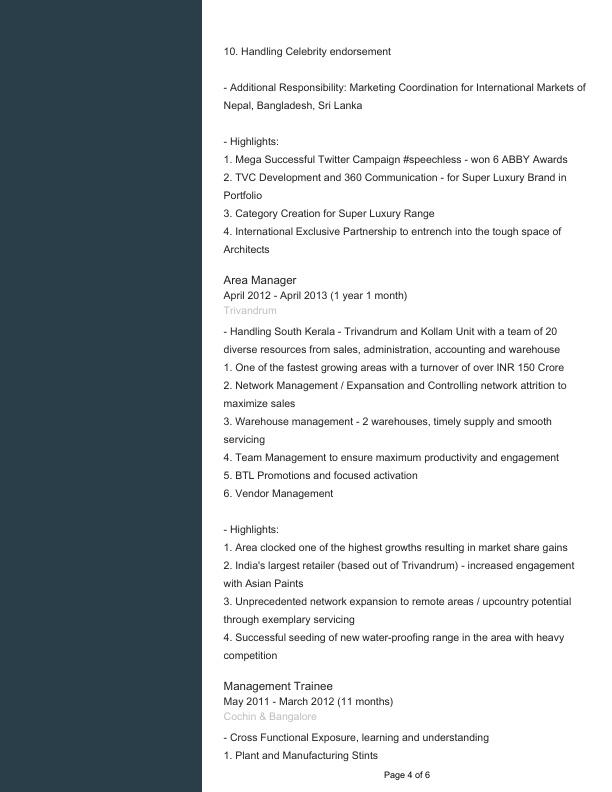 10. Handling Celebrity endorsement
- Additional Responsibility: Marketing Coordination for International Markets of
Nepal, Bangladesh, Sri Lanka
- Highlights:
1. Mega Successful Twitter Campaign #speechless - won 6 ABBY Awards
2. TVC Development and 360 Communication - for Super Luxury Brand in
Portfolio
3. Category Creation for Super Luxury Range
4. International Exclusive Partnership to entrench into the tough space of
Architects
Area Manager
April 2012 - April 2013 (1 year 1 month)
Trivandrum
- Handling South Kerala - Trivandrum and Kollam Unit with a team of 20
diverse resources from sales, administration, accounting and warehouse
1. One of the fastest growing areas with a turnover of over INR 150 Crore
2. Network Management / Expansation and Controlling network attrition to
maximize sales
3. Warehouse management - 2 warehouses, timely supply and smooth
servicing
4. Team Management to ensure maximum productivity and engagement
5. BTL Promotions and focused activation
6. Vendor Management
- Highlights:
1. Area clocked one of the highest growths resulting in market share gains
2. India's largest retailer (based out of Trivandrum) - increased engagement
with Asian Paints
3. Unprecedented network expansion to remote areas / upcountry potential
through exemplary servicing
4. Successful seeding of new water-proofing range in the area with heavy
competition
Management Trainee
May 2011 - March 2012 (11 months)
Cochin & Bangalore
- Cross Functional Exposure, learning and understanding
1. Plant and Manufacturing Stints
Page 4 of 6